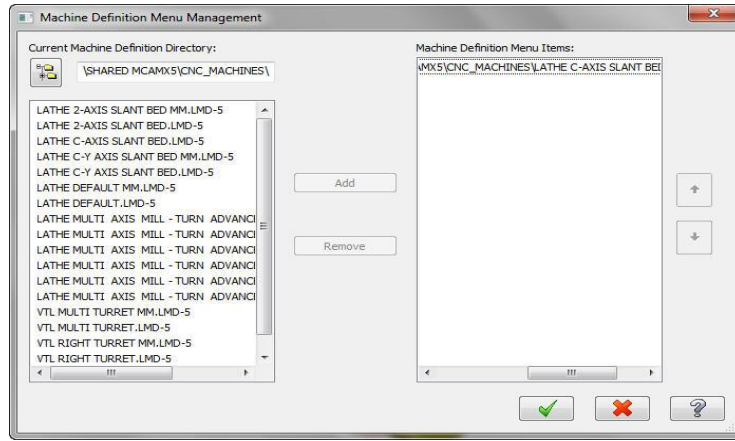 Machine Definition Menu Management
Current Machine Definition Directory:
\SHARED MCAMX5\CNC_MACHINES\
LATHE 2-AXIS SLANT BED MM.LMD-5
LATHE 2-AXIS SLANT BED.LMD-5
LATHE C-AXIS SLANT BED.LMD-5
LATHE C-Y AXIS SLANT BED MM.LMD-5
LATHE C-Y AXIS SLANT BED.LMD-5
LATHE DEFAULT MM.LMD-5
LATHE DEFAULT.LMD-5
LATHE MULTI AXIS MILL - TURN ADVANCE
LATHE MULTI AXIS MILL - TURN ADVANCE
LATHE MULTI AXIS MILL - TURN ADVANCE
LATHE MULTI AXIS MILL - TURN ADVANCE
LATHE MULTI AXIS MILL - TURN ADVANCE
LATHE MULTI AXIS MILL - TURN ADVANCE
VTL MULTI TURRET MM.LMD-5
VTL MULTI TURRET.LMD-5
VTL RIGHT TURRET MM.LMD-5
VTL RIGHT TURRET.LMD-5
Add
Remove
Machine Definition Menu Items:
\MX5\CNC_MACHINES\LATHE C-AXIS SLANT BED